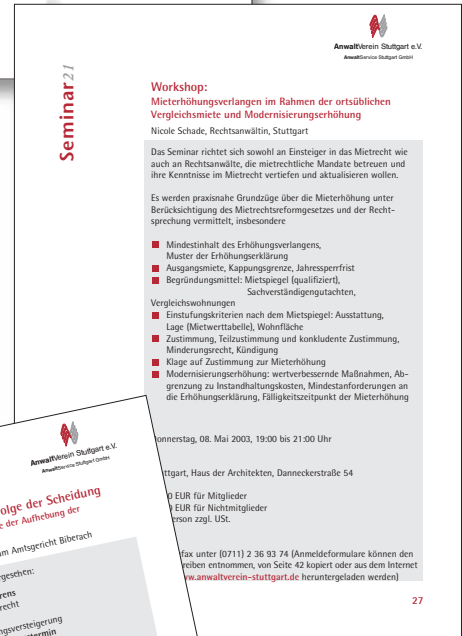 AnwaltVerein Stuttgart e.V.
AnwaltService Stuttgart GmbH
Seminar21
Workshop:
Mieterhöhungsverlangen im Rahmen der ortsüblichen
Vergleichsmiete und Modernisierungserhöhung
Nicole Schade, Rechtsanwältin, Stuttgart
Das Seminar richtet sich sowohl an Einsteiger in das Mietrecht wie
auch an Rechtsanwälte, die mietrechtliche Mandate betreuen und
ihre Kenntnisse im Mietrecht vertiefen und aktualisieren wollen.
Es werden praxisnahe Grundzüge über die Mieterhöhung unter
Berücksichtigung des Mietrechtsreformgesetzes und der Recht-
sprechung vermittelt, insbesondere
Mindestinhalt des Erhöhungsverlangens,
Muster der Erhöhungserklärung
Ausgangsmiete, Kappungsgrenze, Jahressperrfrist
Begründungsmittel: Mietspiegel (qualifiziert),
Sachverständigengutachten,
Vergleichswohnungen
Einstufungskriterien nach dem Mietspiegel: Ausstattung,
Lage (Mietwerttabelle), Wohnfläche
Zustimmung, Teilzustimmung und konkludente Zustimmung,
Minderungsrecht, Kündigung
Klage auf Zustimmung zur Mieterhöhung
Modernisierungserhöhung: wertverbessernde Maßnahmen, Ab-
grenzung zu Instandhaltungskosten, Mindestanforderungen an
die Erhöhungserklärung, Fälligkeitszeitpunkt der Mieterhöhung
onnerstag, 08. Mai 2003, 19:00 bis 21:00 Uhr
ttgart, Haus der Architekten, Danneckerstraße 54
0 EUR für Mitglieder
EUR für Nichtmitglieder
erson zzgl. USt.
fax unter (0711) 2 36 93 74 (Anmeldeformulare können den
reiben entnommen, von Seite 42 kopiert oder aus dem Internet
w.anwaltverein-stuttgart.de heruntergeladen werden)
27
AnwaltVerein Stuttgart e.V.
AnwaltService Stuttgart GmbH
olge der Scheidung
e der Aufhebung der
m Amtsgericht Biberach
rgesehen:
rens
recht
ngsversteigerung
stermin